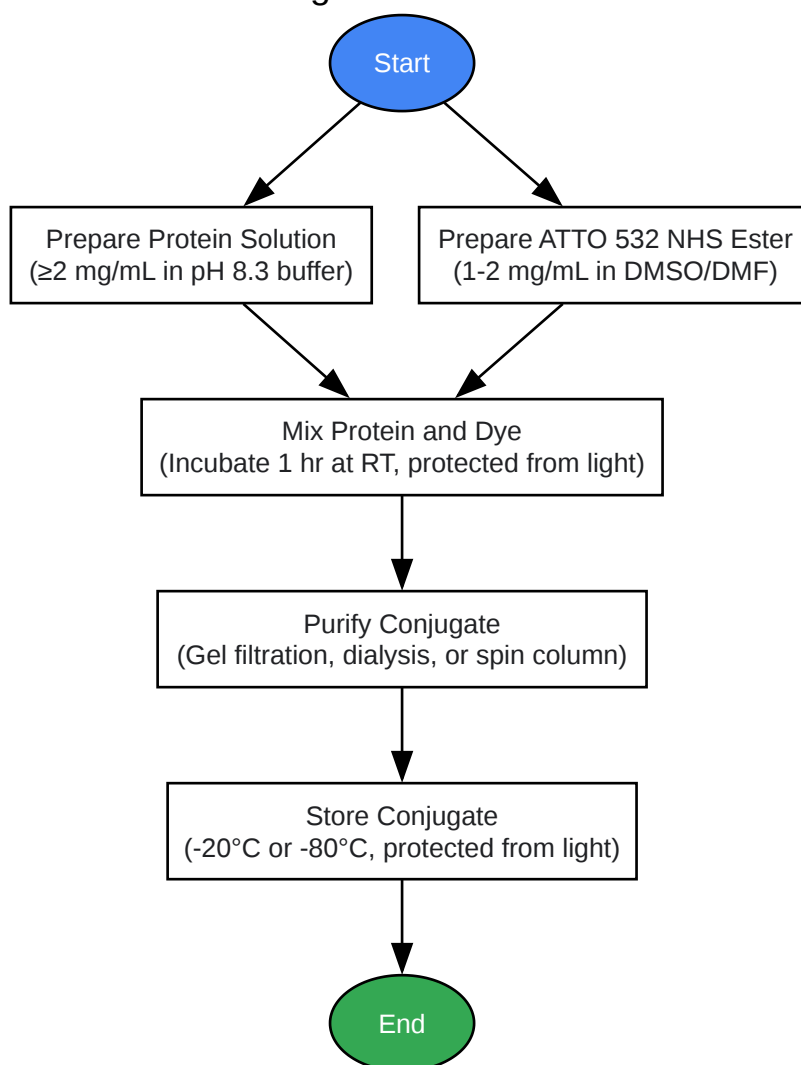 Start
Prepare Protein Solution
(≥2 mg/mL in pH 8.3 buffer)
Prepare ATTO 532 NHS Ester
(1-2 mg/mL in DMSO/DMF)
Mix Protein and Dye
(Incubate 1 hr at RT, protected from light)
Purify Conjugate
(Gel filtration, dialysis, or spin column)
Store Conjugate
(-20°C or -80°C, protected from light)
End